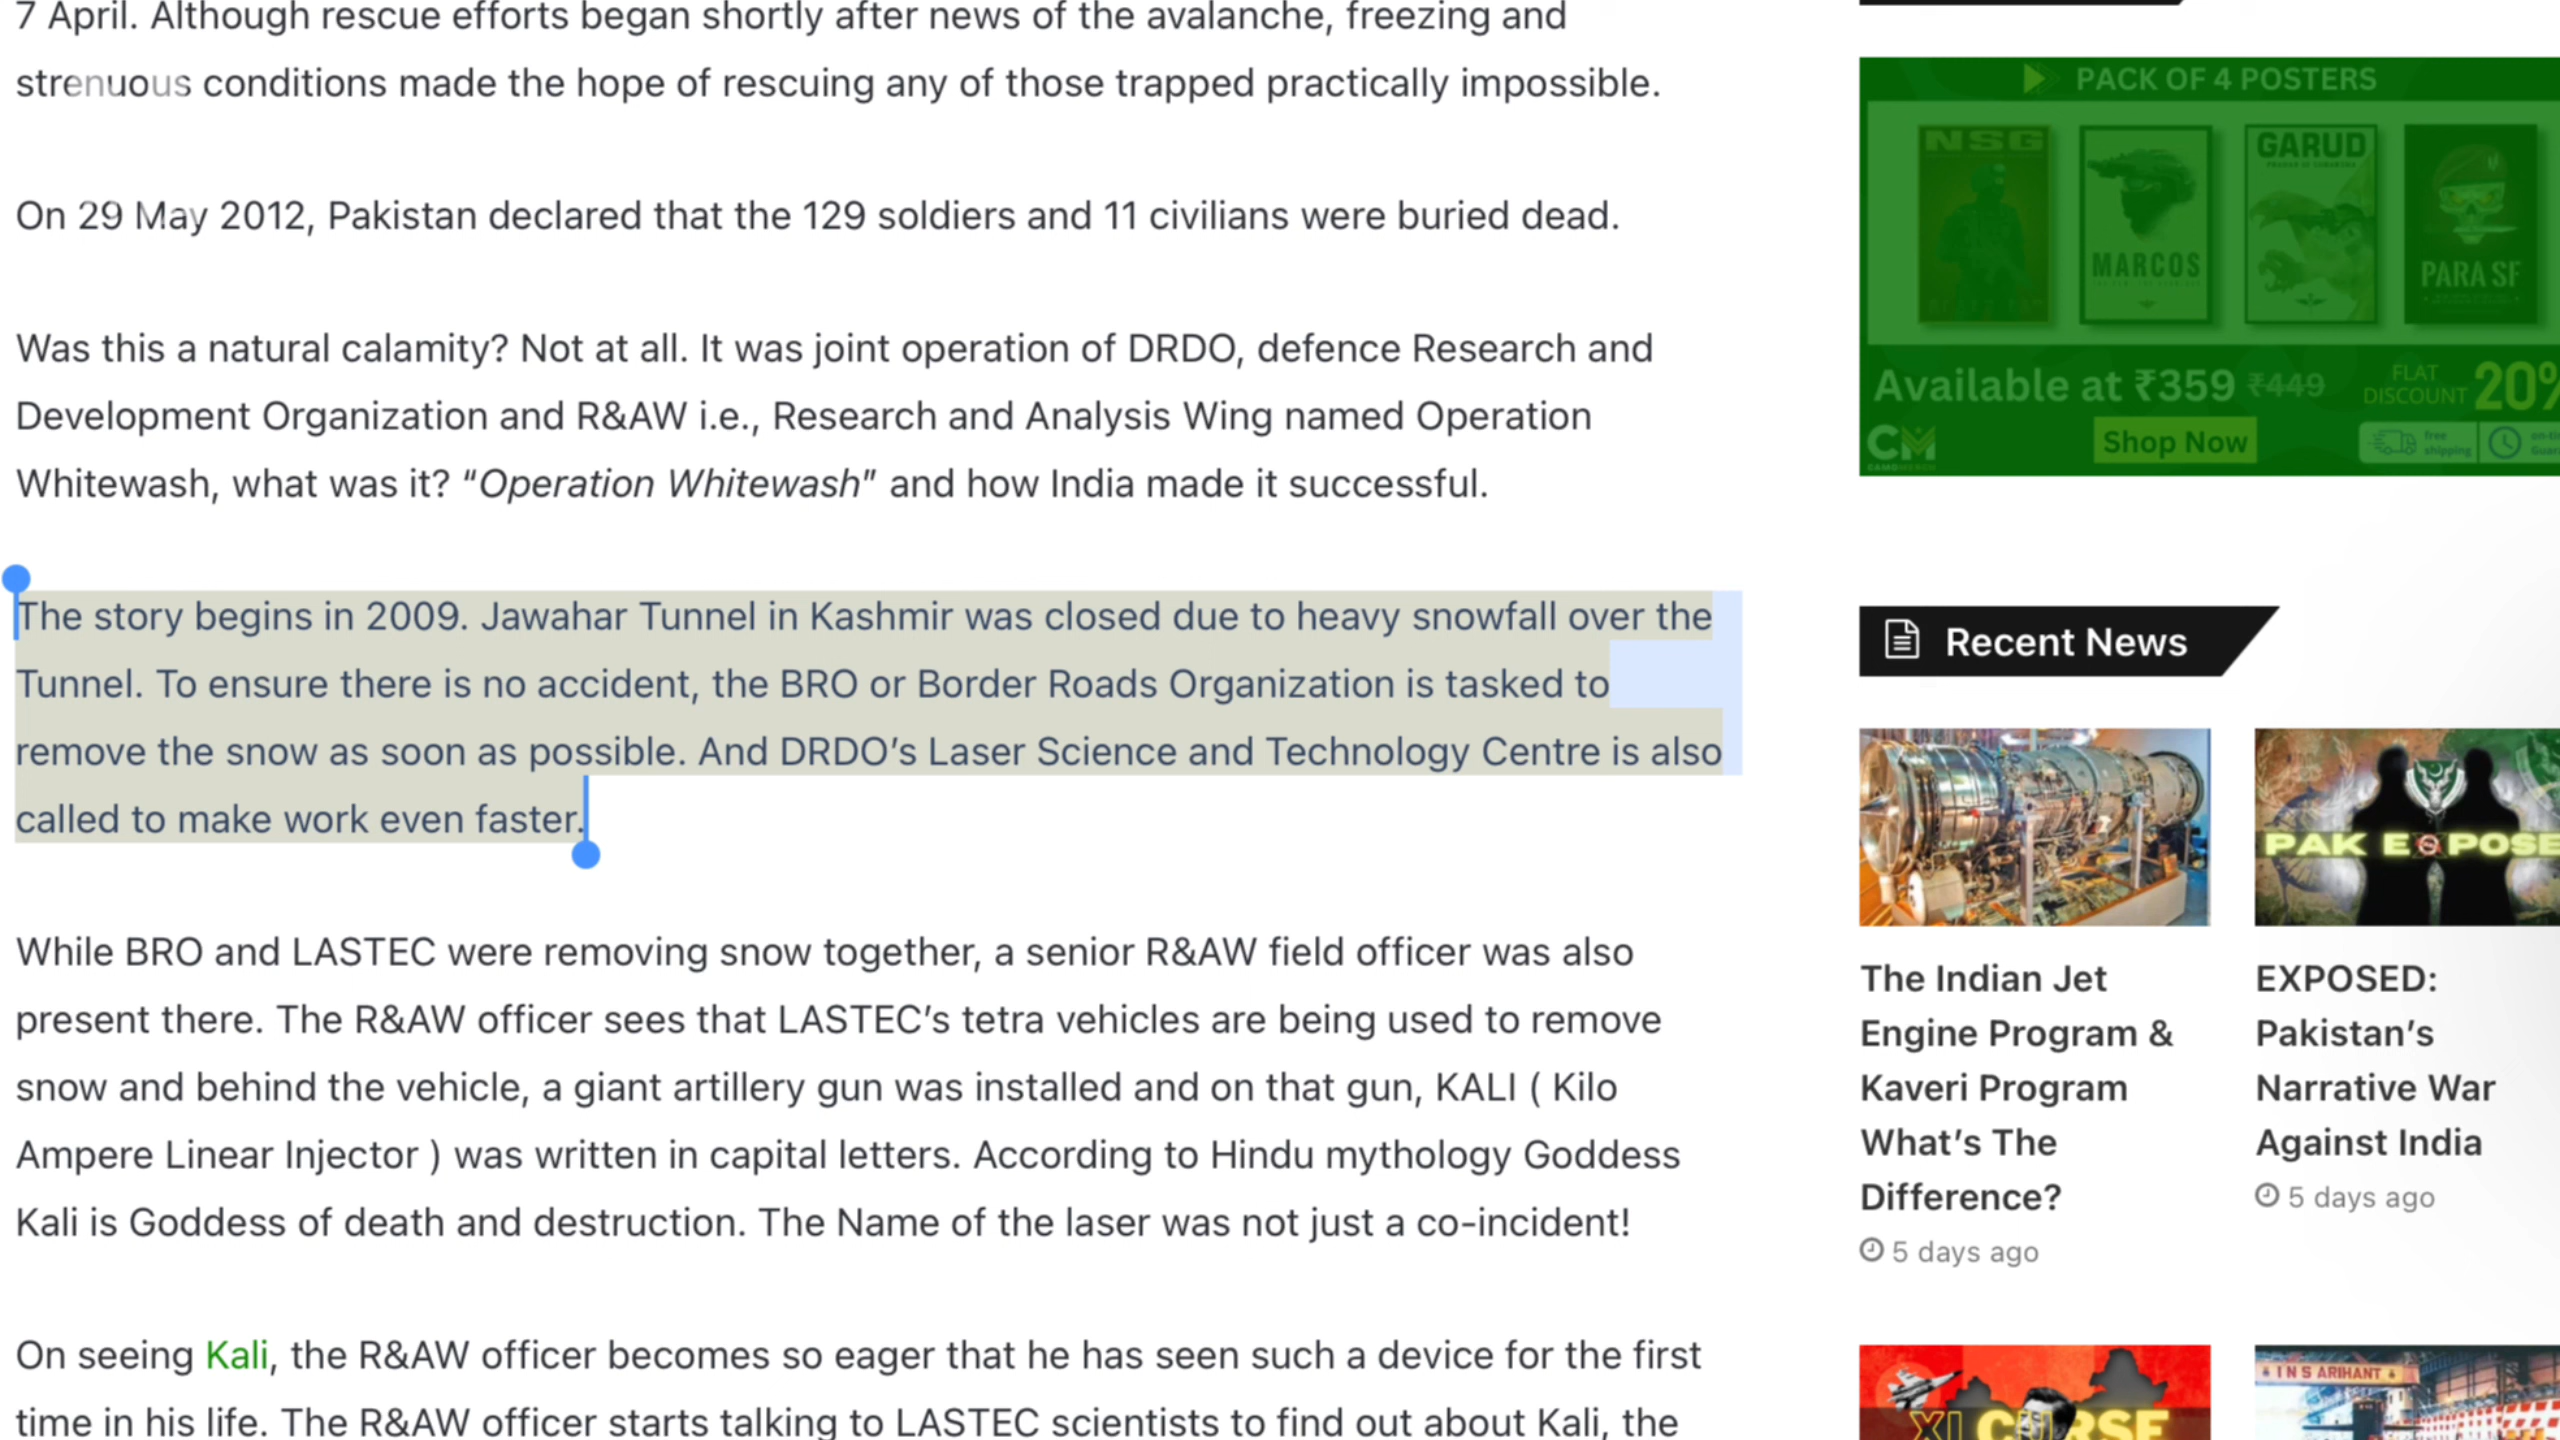 7 April. Although rescue efforts began shortly after news of the avalanche, freezing and
strenuous conditions made the hope of rescuing any of those trapped practically impossible.
On 29 May 2012, Pakistan declared that the 129 soldiers and 11 civilians were buried dead.
Was this a natural calamity? Not at all. It was joint operation of DRDO, defence Research and
Development Organization and R&AW i.e., Research and Analysis Wing named Operation
Whitewash, what was it? “Operation Whitewash” and how India made it successful.
The story begins in 2009. Jawahar Tunnel in Kashmir was closed due to heavy snowfall over the
Tunnel. To ensure there is no accident, the BRO or Border Roads Organization is tasked to
remove the snow as soon as possible. And DRDO’s Laser Science and Technology Centre is also
called to make work even faster.
While BRO and LASTEC were removing snow together, a senior R&AW field officer was also
present there. The R&AW officer sees that LASTEC’s tetra vehicles are being used to remove
snow and behind the vehicle, a giant artillery gun was installed and on that gun, KALI ( Kilo
Ampere Linear Injector ) was written in capital letters. According to Hindu mythology Goddess
Kali is Goddess of death and destruction. The Name of the laser was not just a co-incident!
On seeing Kali, the R&AW officer becomes so eager that he has seen such a device for the first
time in his life. The R&AW officer starts talking to LASTEC scientists to find out about Kali, the
PACK OF 4 POSTERS
NSG
MARCOS
GARUD
PARA SF
Available at ₹359 ₹449
FLAT
DISCOUNT 20%
CM
CAMOMERCH
Shop Now
free
shipping
Recent News
PAK EXPOSE
The Indian Jet
Engine Program &
Kaveri Program
What’s The
Difference?
5 days ago
EXPOSED:
Pakistan’s
Narrative War
Against India
5 days ago
XI CURSE
INS ARIHANT